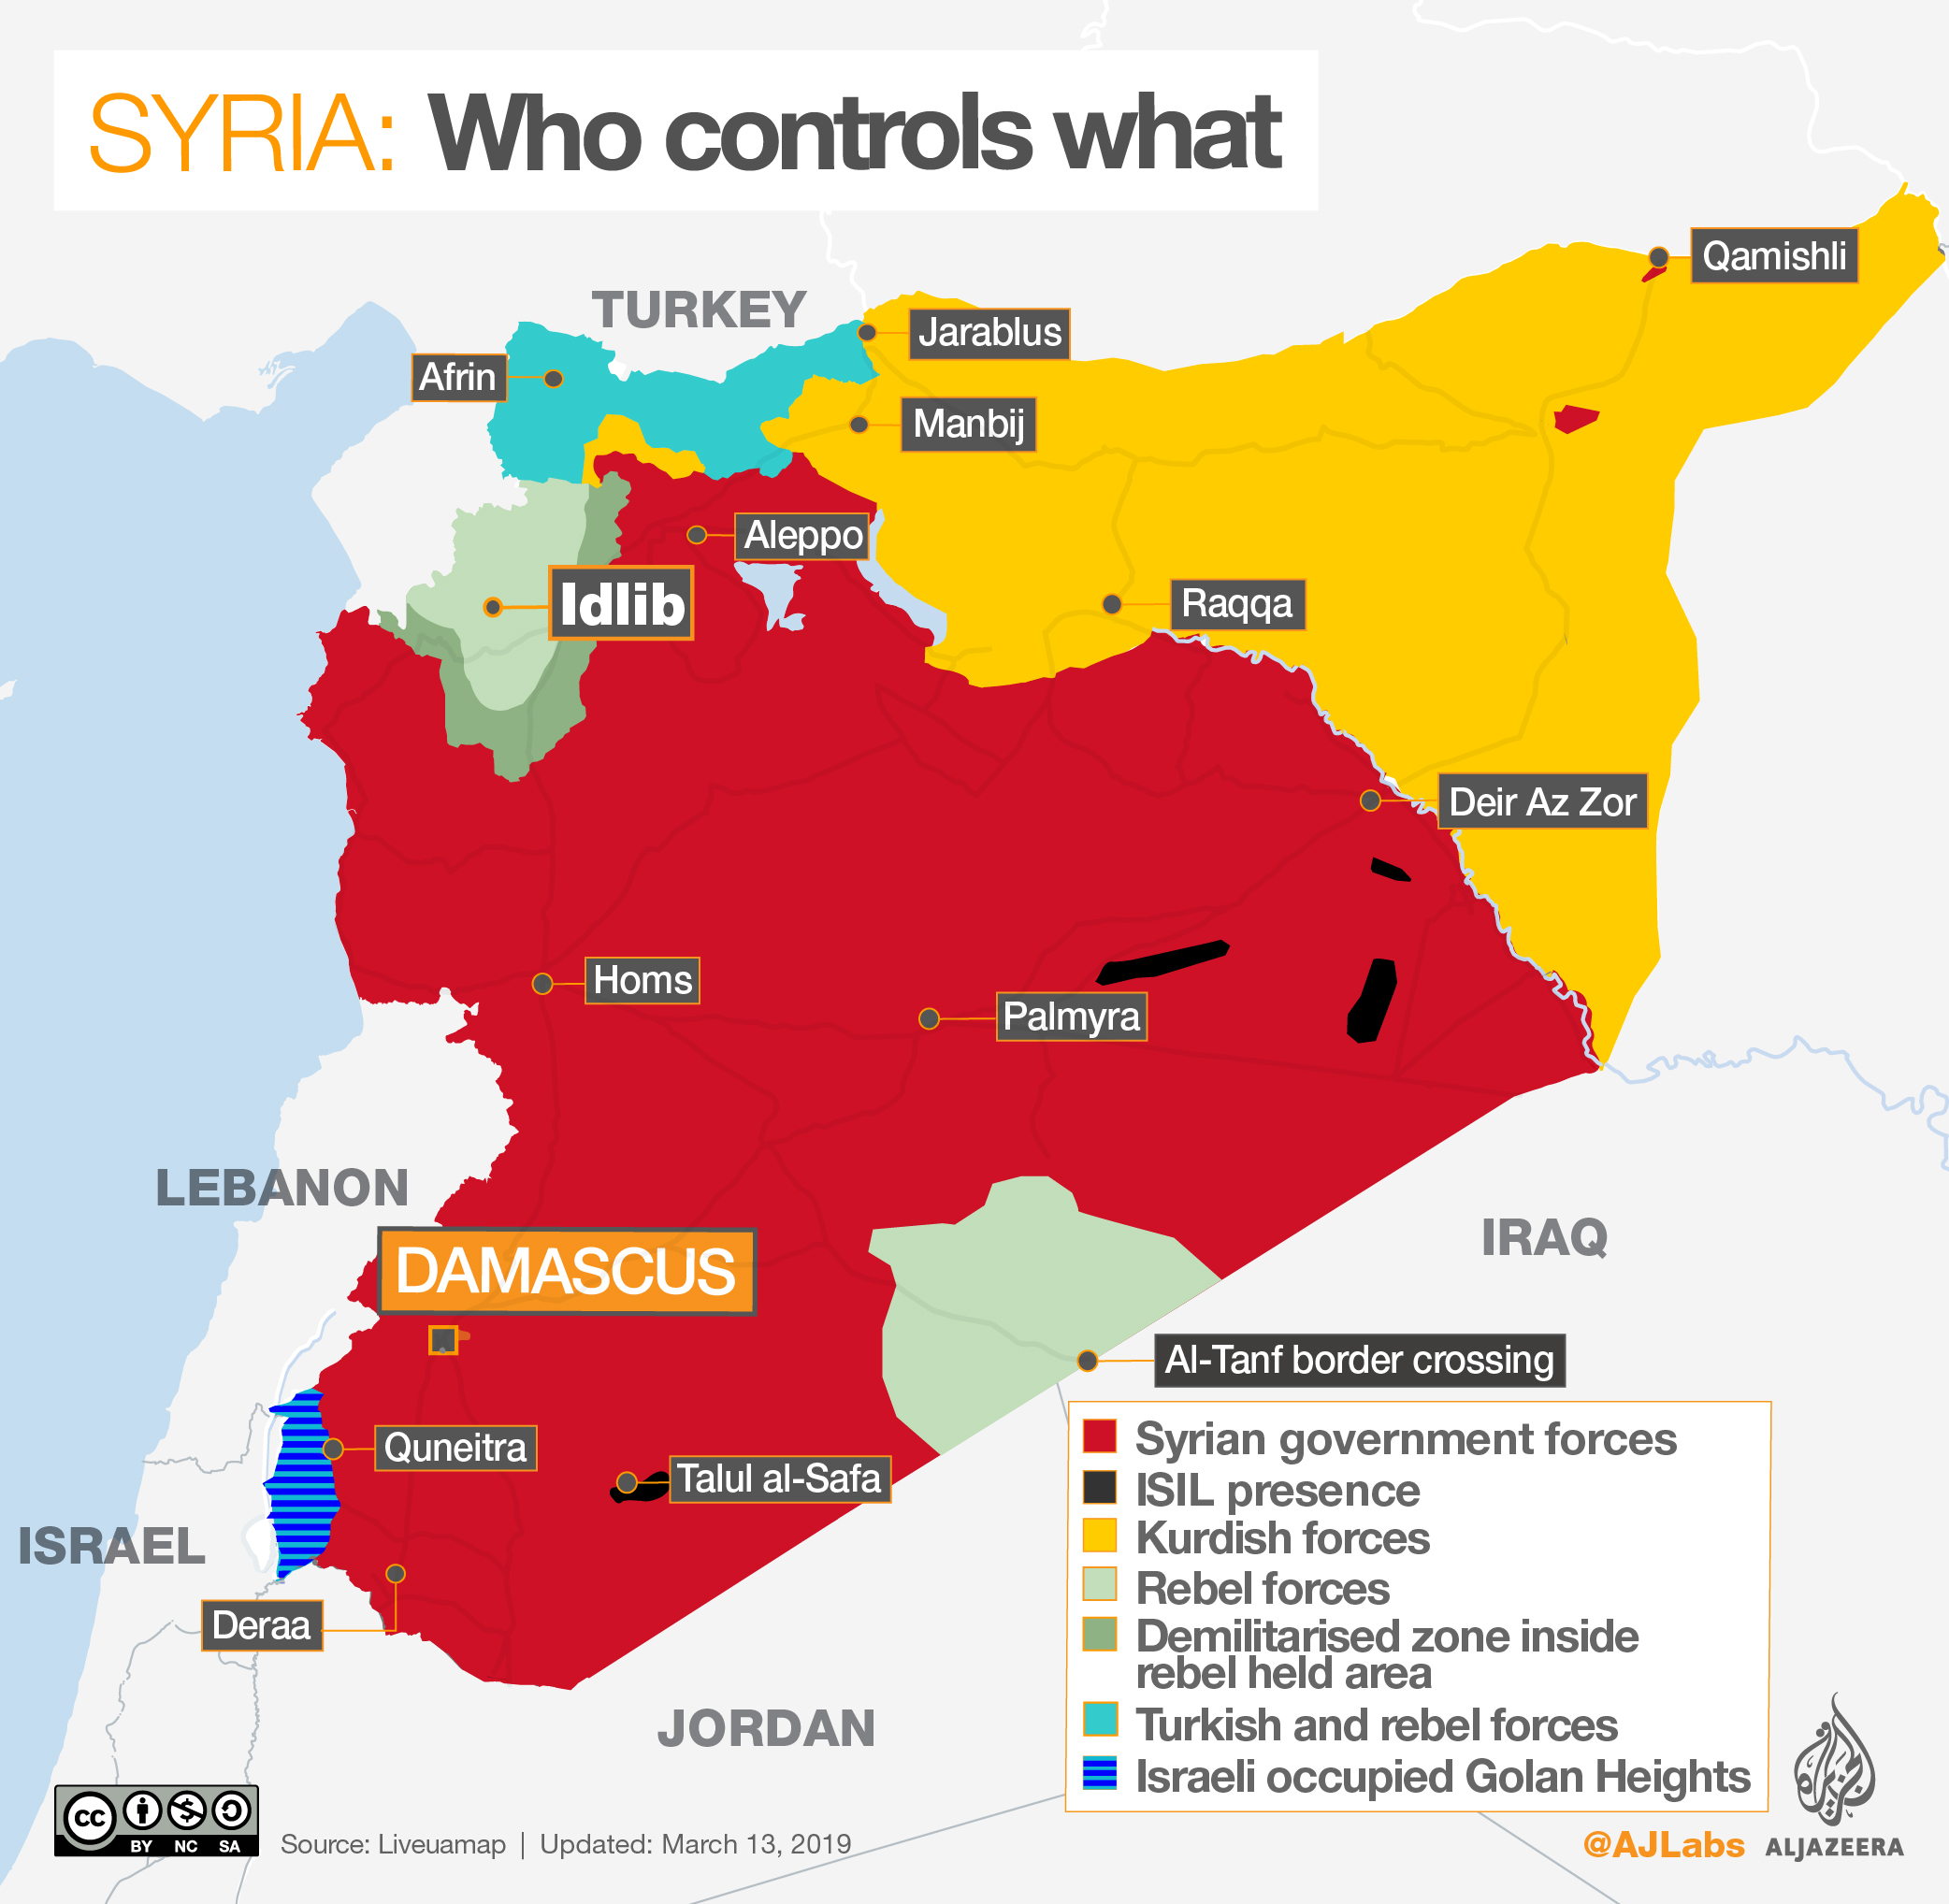 SYRIA: Who controls what
Qamishli
TURKEY
Jarablus
Afrin
Manbij
Aleppo
Idlib
Raqqa
Deir Az Zor
Homs
Palmyra
LEBANON
IRAQ
DAMASCUS
Al-Tanf border crossing
Quneitra
Talul al-Safa
ISRAEL
Deraa
JORDAN
Syrian government forces
ISIL presence
Kurdish forces
Rebel forces
Demilitarised zone inside
rebel held area
Turkish and rebel forces
Israeli occupied Golan Heights
cc
BY NC SA
Source: Liveuamap | Updated: March 13, 2019
@AJLabs
ALJAZEERA